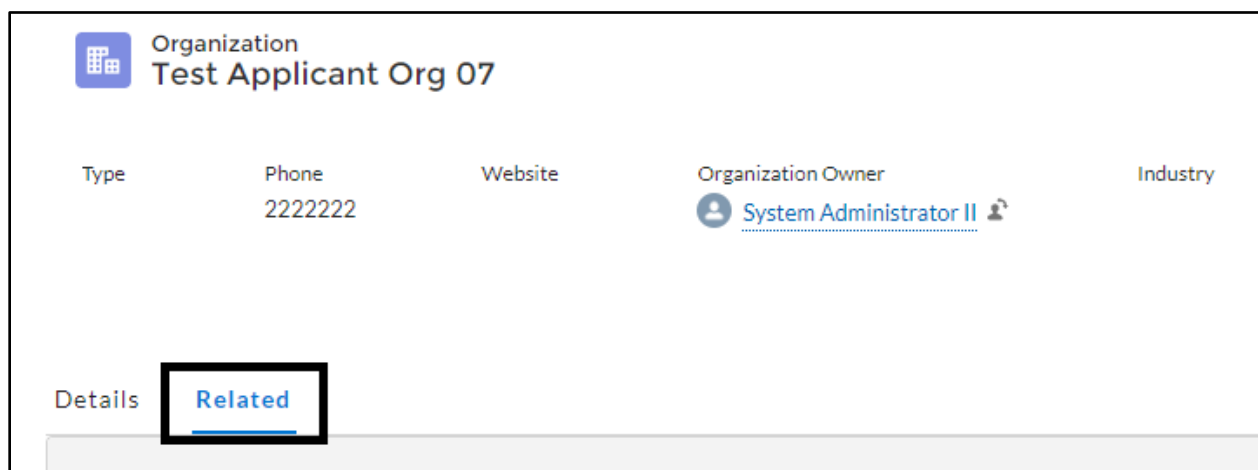 Organization
Test Applicant Org 07
Type Phone Website Organization Owner Industry
2222222 System Administrator II
Details Related